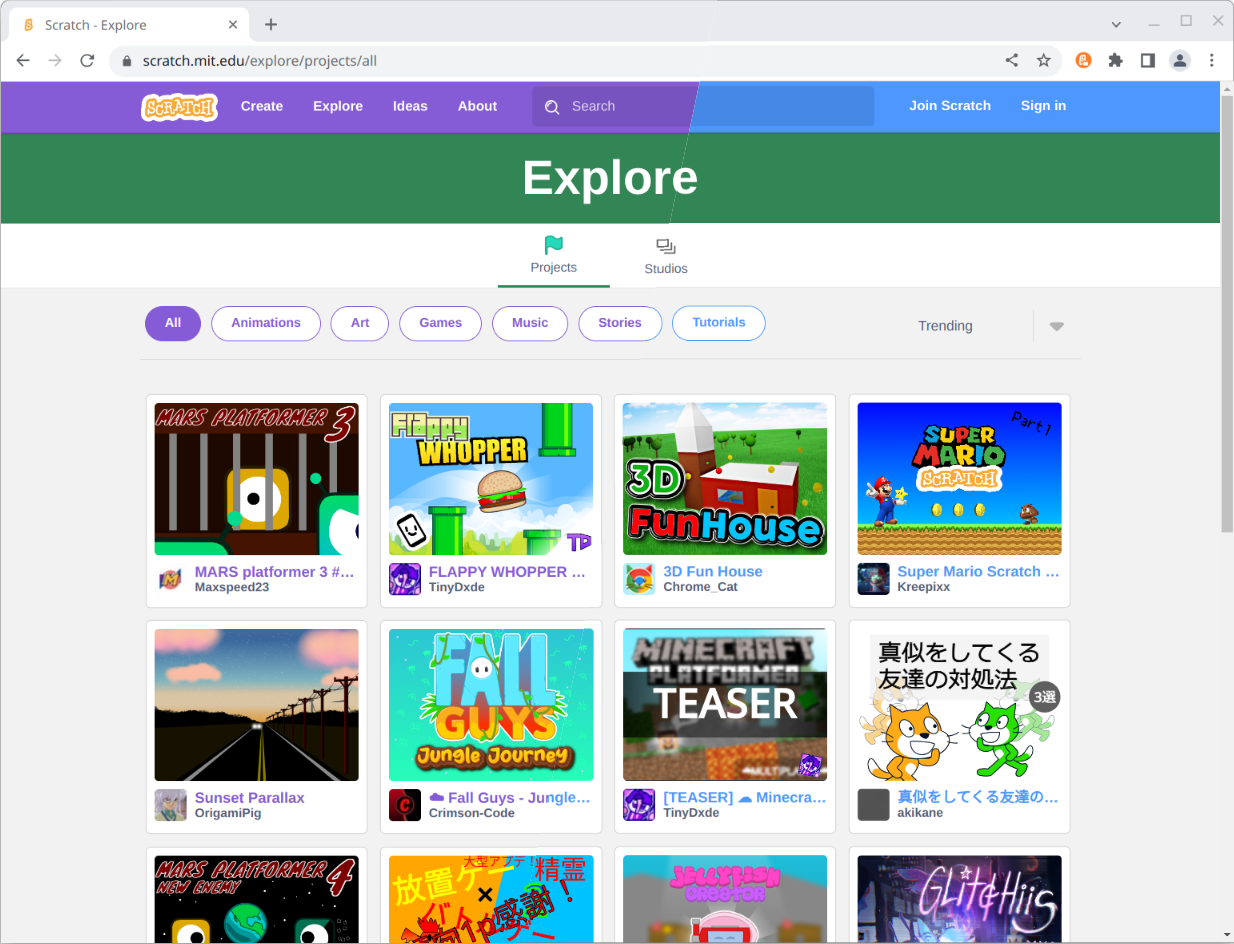 Scratch - Explore
scratch.mit.edu/explore/projects/all
SCRATCH
Create
Explore
Ideas
About
Search
Join Scratch
Sign in
Explore
Projects
Studios
All
Animations
Art
Games
Music
Stories
Tutorials
Trending
MARS PLATFORMER 3
MARS platformer 3 #...
Maxspeed23
Flappy
WHOPPER
TD
FLAPPY WHOPPER ...
TinyDxde
3D
FunHouse
3D Fun House
Chrome_Cat
Part 1
SUPER
MARIO
SCRATCH
Super Mario Scratch ...
Kreepixx
Sunset Parallax
OrigamiPig
FALL
GUYS
Jungle Journey
☁ Fall Guys - Jungle...
Crimson-Code
MINECRAFT
PLATFORMER
TEASER
[TEASER] ☁ Minecra...
TinyDxde
真似をしてくる
友達の対処法
3選
真似をしてくる友達の...
akikane
MARS PLATFORMER 4
NEW ENEMY
大型アプデ！
精霊
放置ゲー
×
感謝！
JELLYFISH
CREATOR
GLITCHIIS